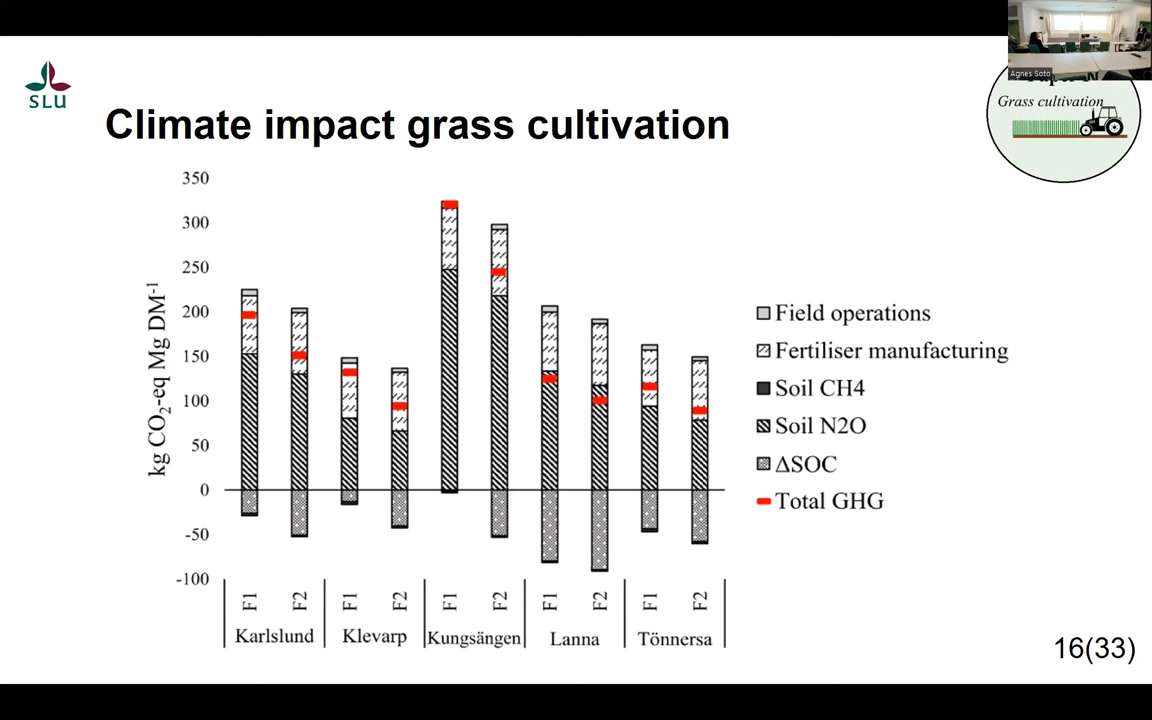 Agnes Soto
SLU
Grass cultivation
Climate impact grass cultivation
kg CO₂-eq Mg DM⁻¹
350
300
250
200
150
100
50
0
-50
-100
F1
F2
F1
F2
F1
F2
F1
F2
F1
F2
Karlslund
Klevarp
Kungsängen
Lanna
Tönnersa
Field operations
Fertiliser manufacturing
Soil CH4
Soil N2O
ΔSOC
Total GHG
16(33)